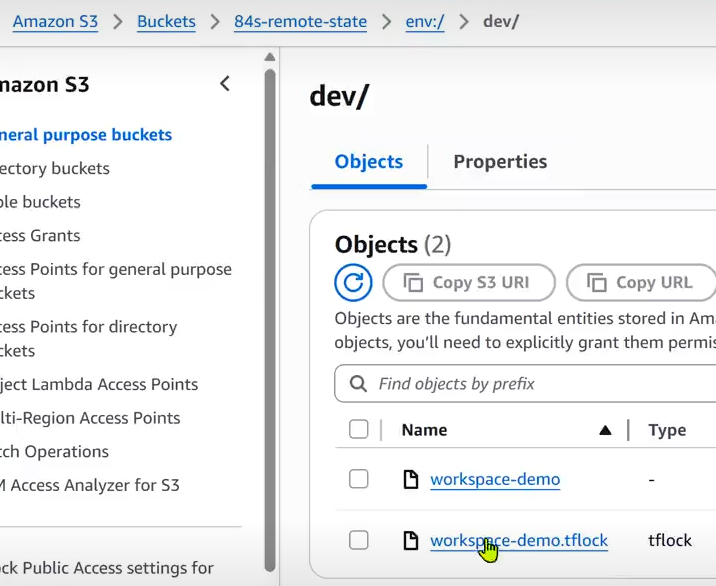 Amazon S3 > Buckets > 84s-remote-state > env:/ > dev/
mazon S3
neral purpose buckets
ectory buckets
ble buckets
cess Grants
cess Points for general purpose
ckets
cess Points for directory
ckets
ject Lambda Access Points
lti-Region Access Points
tch Operations
M Access Analyzer for S3
ock Public Access settings for
dev/
Objects
Properties
Objects (2)
Copy S3 URI
Copy URL
Objects are the fundamental entities stored in Ama
objects, you'll need to explicitly grant them permis
Find objects by prefix
Name
Type
workspace-demo
-
workspace-demo.tflock
tflock